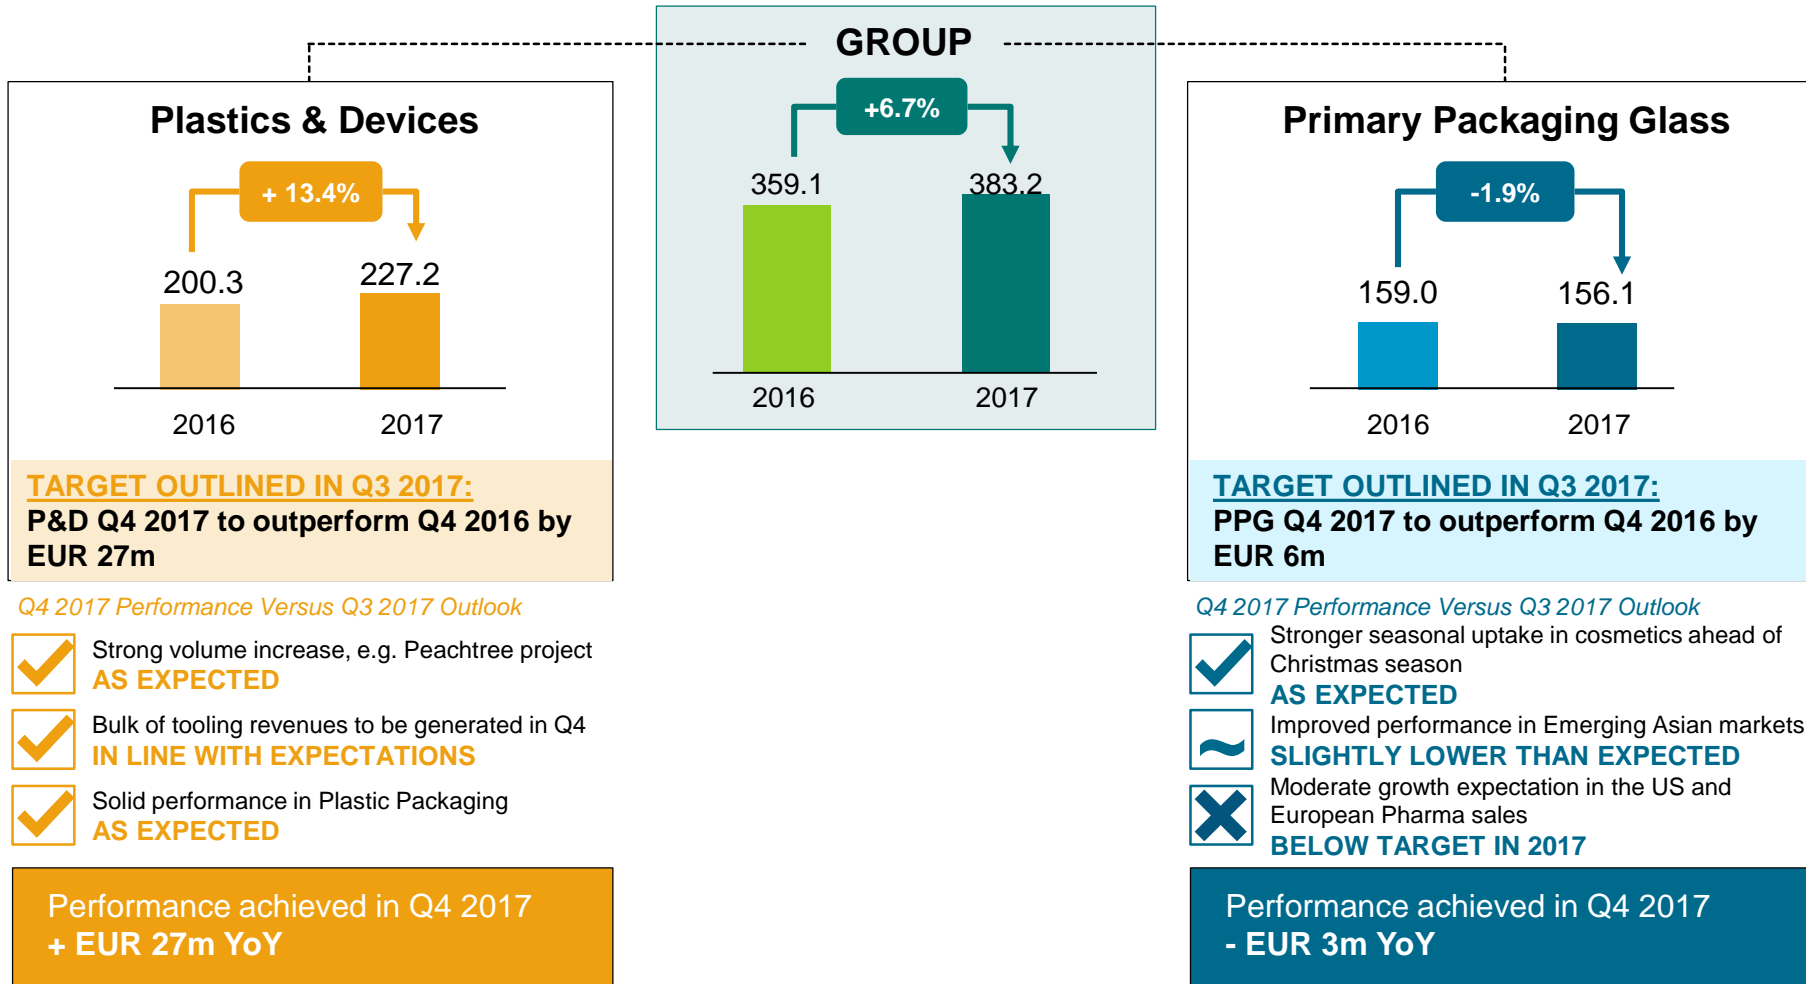 GROUP
+6.7%
359.1
383.2
2016
2017
Plastics & Devices
+ 13.4%
200.3
227.2
2016
2017
TARGET OUTLINED IN Q3 2017:
P&D Q4 2017 to outperform Q4 2016 by
EUR 27m
Q4 2017 Performance Versus Q3 2017 Outlook
Strong volume increase, e.g. Peachtree project
AS EXPECTED
Bulk of tooling revenues to be generated in Q4
IN LINE WITH EXPECTATIONS
Solid performance in Plastic Packaging
AS EXPECTED
Performance achieved in Q4 2017
+ EUR 27m YoY
Primary Packaging Glass
-1.9%
159.0
156.1
2016
2017
TARGET OUTLINED IN Q3 2017:
PPG Q4 2017 to outperform Q4 2016 by
EUR 6m
Q4 2017 Performance Versus Q3 2017 Outlook
Stronger seasonal uptake in cosmetics ahead of
Christmas season
AS EXPECTED
Improved performance in Emerging Asian markets
SLIGHTLY LOWER THAN EXPECTED
Moderate growth expectation in the US and
European Pharma sales
BELOW TARGET IN 2017
Performance achieved in Q4 2017
- EUR 3m YoY